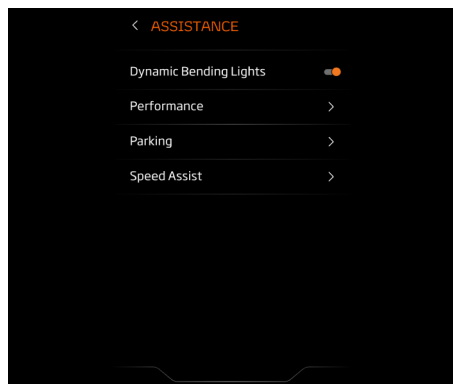 ASSISTANCE
Dynamic Bending Lights
Performance
Parking
Speed Assist